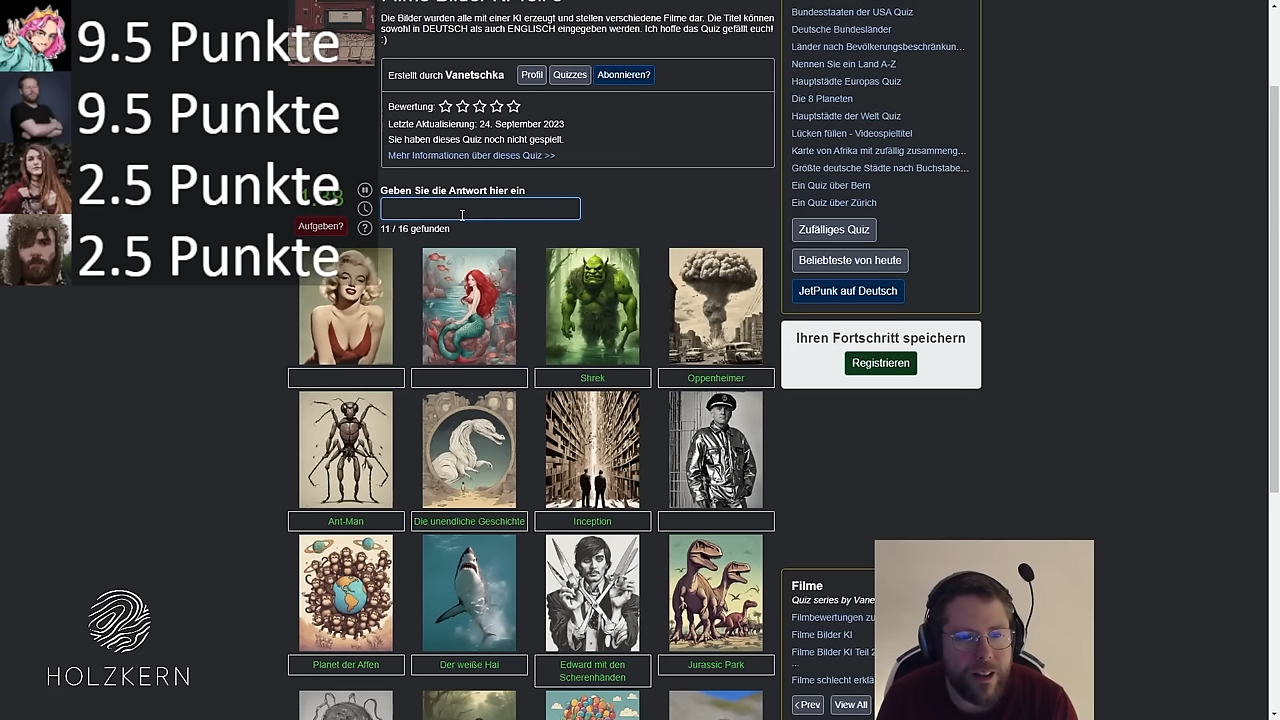 9.5 Punkte
9.5 Punkte
2.5 Punkte
2.5 Punkte
Die Bilder wurden alle mit einer KI erzeugt und stellen verschiedene Filme dar. Die Titel können
sowohl in DEUTSCH als auch ENGLISCH eingegeben werden. Ich hoffe das Quiz gefällt euch!
:)
Erstellt durch Vaneschka
Profil
Quizzes
Abonnieren?
Bewertung:
Letzte Aktualisierung: 24. September 2023
Sie haben dieses Quiz noch nicht gespielt.
Mehr Informationen über dieses Quiz >>
Geben Sie die Antwort hier ein
Aufgeben?
11 / 16 gefunden
Shrek
Oppenheimer
Ant-Man
Die unendliche Geschichte
Inception
Planet der Affen
Der weiße Hai
Edward mit den
Scherenhänden
Jurassic Park
Bundesstaaten der USA Quiz
Deutsche Bundesländer
Länder nach Bevölkerungsbeschränkun...
Nennen Sie ein Land A-Z
Hauptstädte Europas Quiz
Die 8 Planeten
Hauptstädte der Welt Quiz
Lücken füllen - Videospieltitel
Karte von Afrika mit zufällig zusammeng...
Größte deutsche Städte nach Buchstabe...
Ein Quiz über Bern
Ein Quiz über Zürich
Zufälliges Quiz
Beliebteste von heute
JetPunk auf Deutsch
Ihren Fortschritt speichern
Registrieren
Filme
Quiz series by Vane
Filmbewertungen zu
Filme Bilder KI
Filme Bilder KI Teil 2
...
Filme schlecht erklä
Prev
View All
HOLZKERN